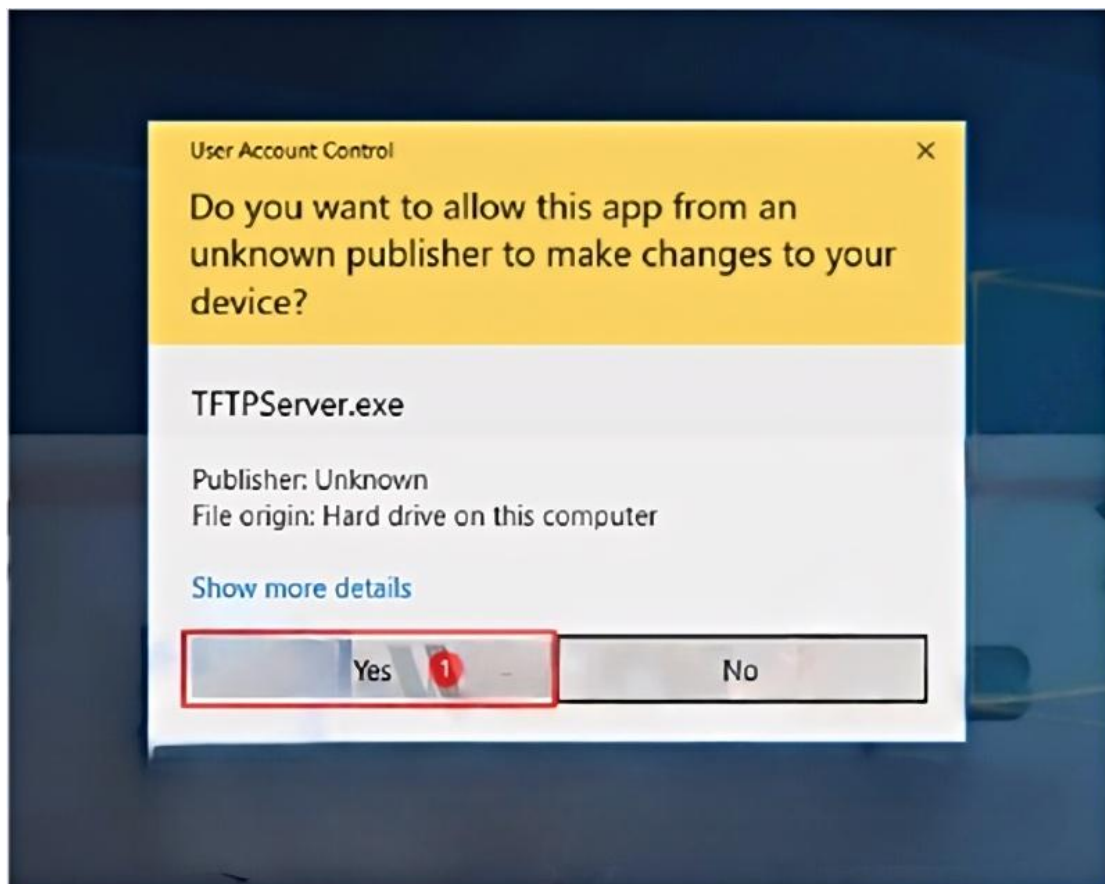 User Account Control
Do you want to allow this app from an
unknown publisher to make changes to your
device?
TFTPServer.exe
Publisher: Unknown
File origin: Hard drive on this computer
Show more details
Yes 1
No